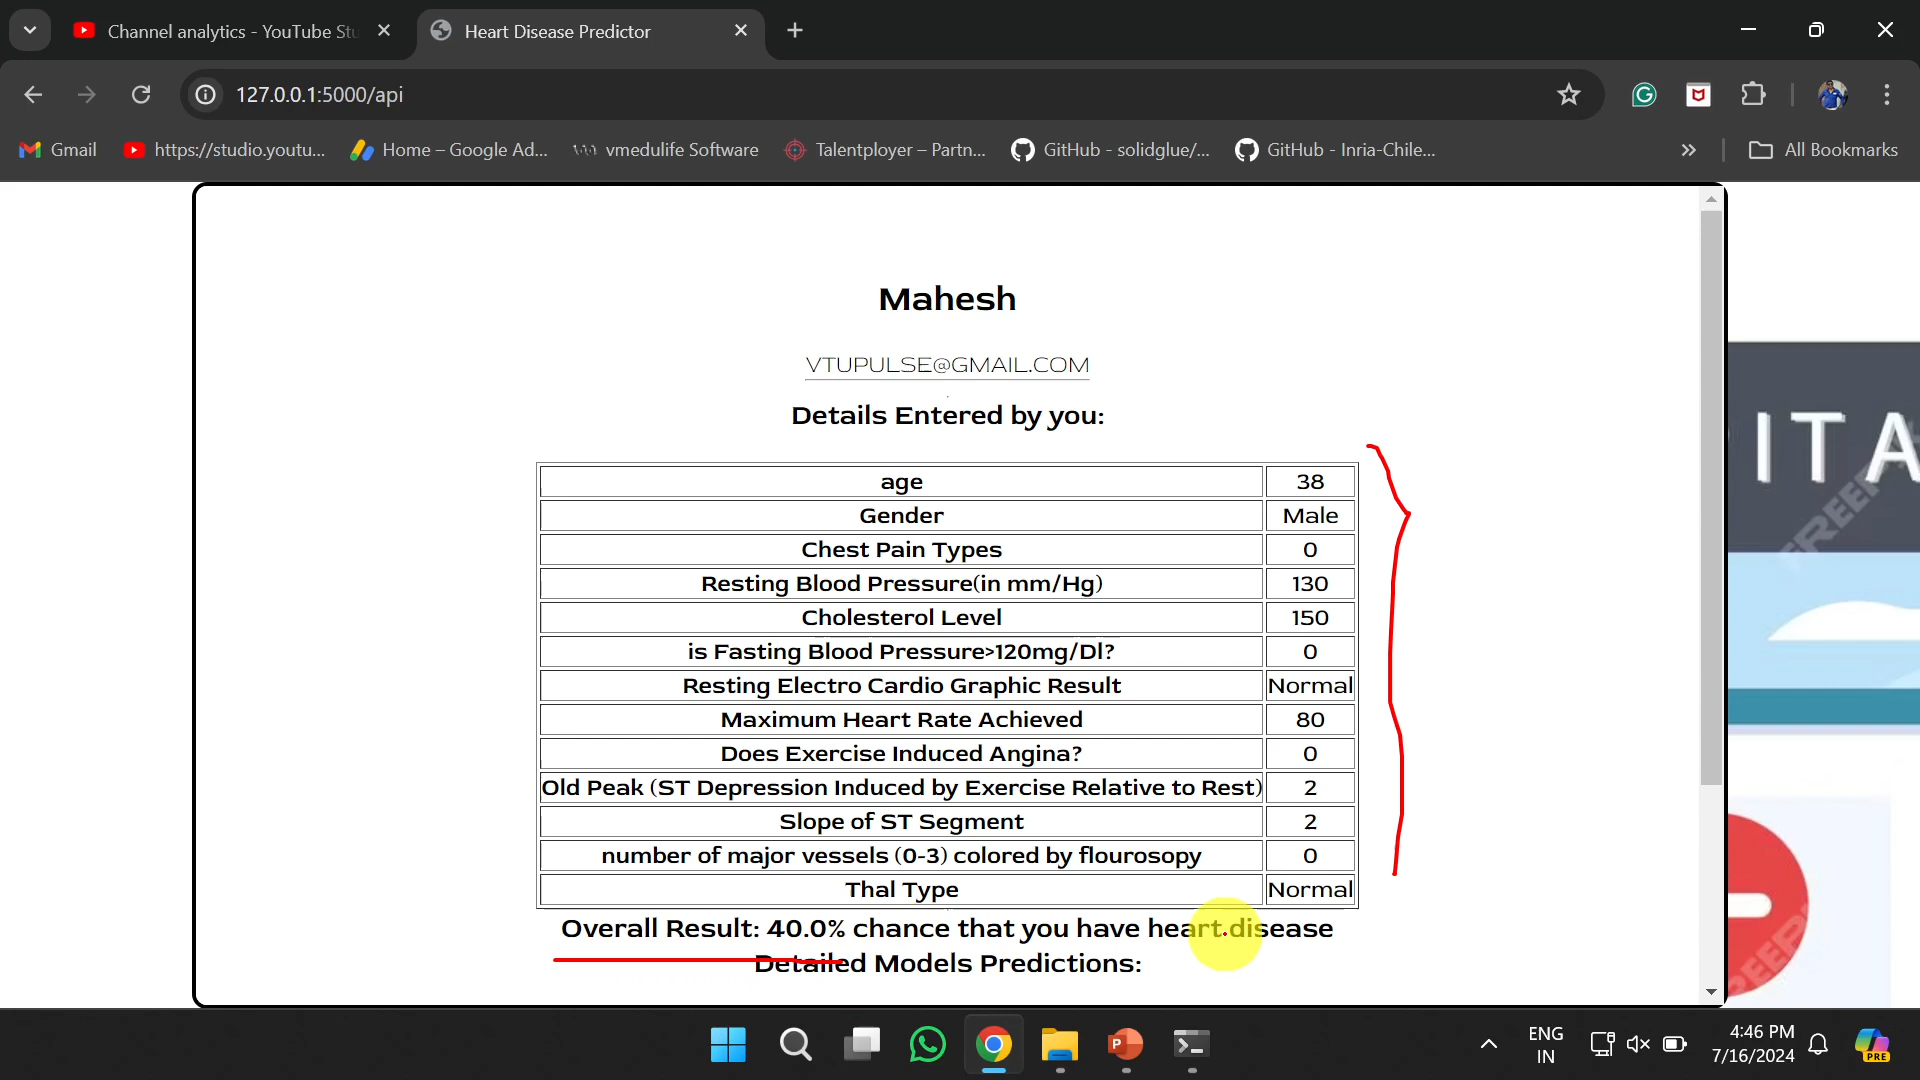 Channel analytics - YouTube Stu
Heart Disease Predictor
127.0.0.1:5000/api
Gmail
https://studio.youtu...
Home – Google Ad...
vmedulife Software
Talentployer – Partn...
GitHub - solidglue/...
GitHub - Inria-Chile...
All Bookmarks
Mahesh
VTUPULSE@GMAIL.COM
Details Entered by you:
age 38
Gender Male
Chest Pain Types 0
Resting Blood Pressure(in mm/Hg) 130
Cholesterol Level 150
is Fasting Blood Pressure>120mg/Dl? 0
Resting Electro Cardio Graphic Result Normal
Maximum Heart Rate Achieved 80
Does Exercise Induced Angina? 0
Old Peak (ST Depression Induced by Exercise Relative to Rest) 2
Slope of ST Segment 2
number of major vessels (0-3) colored by flourosopy 0
Thal Type Normal
Overall Result: 40.0% chance that you have heart disease
Detailed Models Predictions:
ITA
ENG
IN
4:46 PM
7/16/2024
PRE